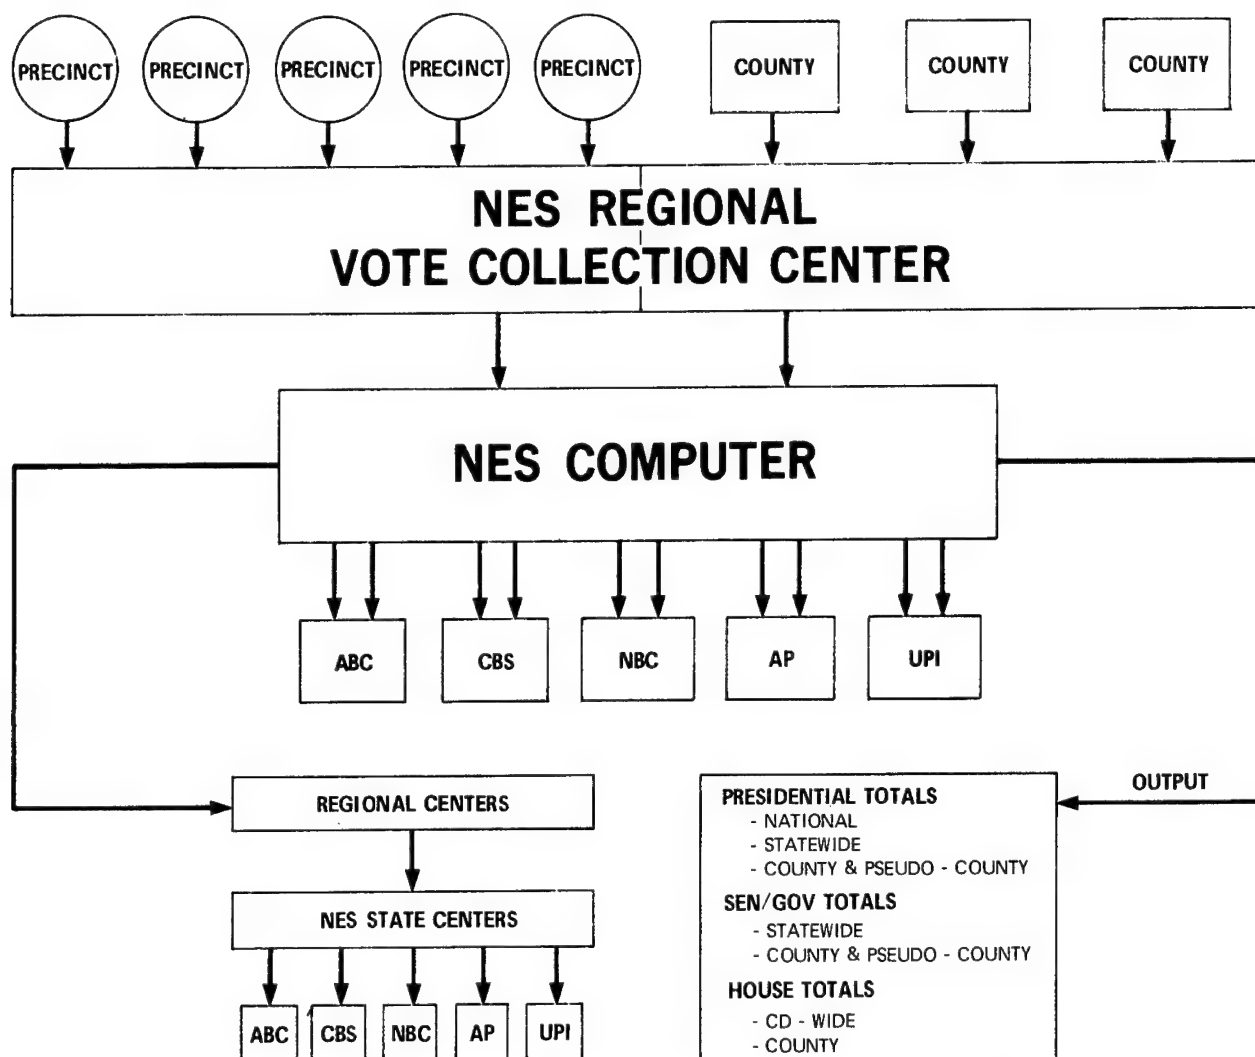 PRECINCT PRECINCT PRECINCT PRECINCT PRECINCT COUNTY COUNTY COUNTY
NES REGIONAL
VOTE COLLECTION CENTER
NES COMPUTER
ABC CBS NBC AP UPI
OUTPUT
REGIONAL CENTERS
NES STATE CENTERS
ABC CBS NBC AP UPI
PRESIDENTIAL TOTALS
- NATIONAL
- STATEWIDE
- COUNTY & PSEUDO - COUNTY
SEN/GOV TOTALS
- STATEWIDE
- COUNTY & PSEUDO - COUNTY
HOUSE TOTALS
- CD - WIDE
- COUNTY